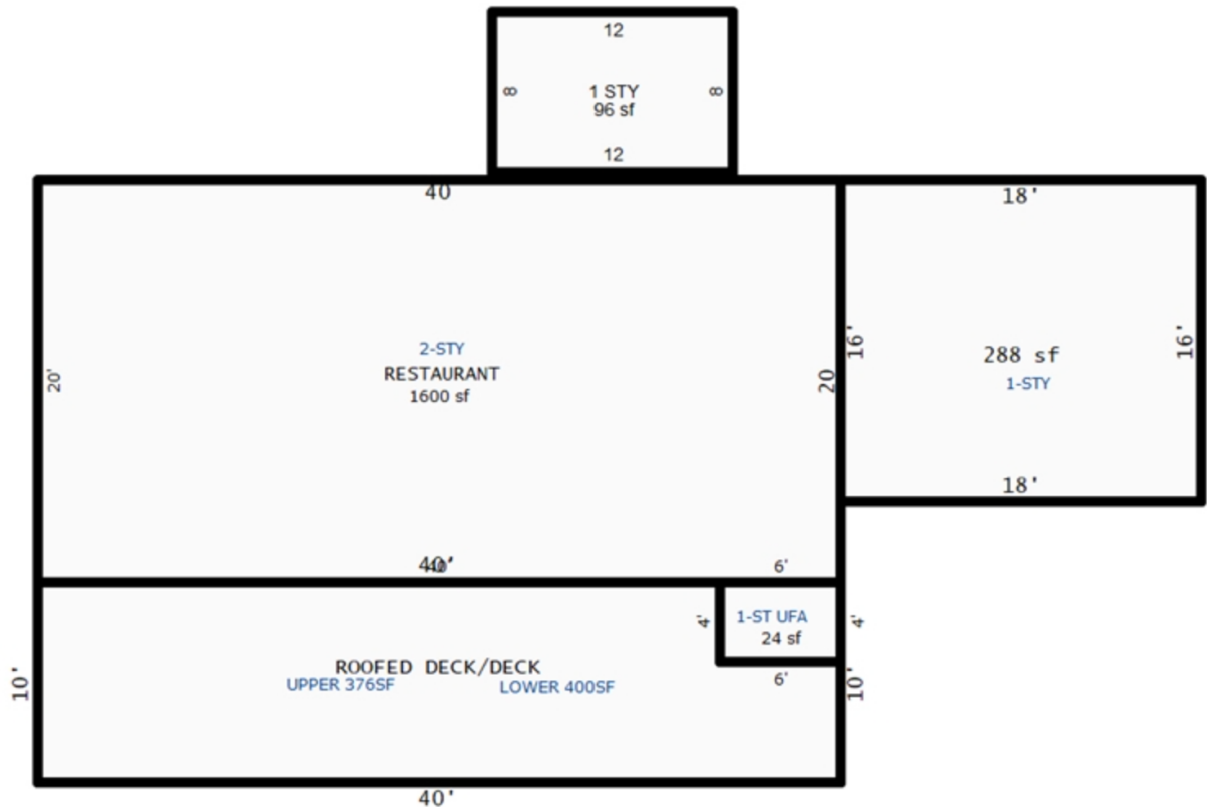 12
8
8
1 STY
96 sf
12
40
18'
2-STY
RESTAURANT
1600 sf
20'
20
16'
16'
288 sf
1-STY
18'
40'
6'
4'
1-ST UFA
24 sf
4'
ROOFED DECK/DECK
UPPER 376SF
LOWER 400SF
6'
10'
10'
40'